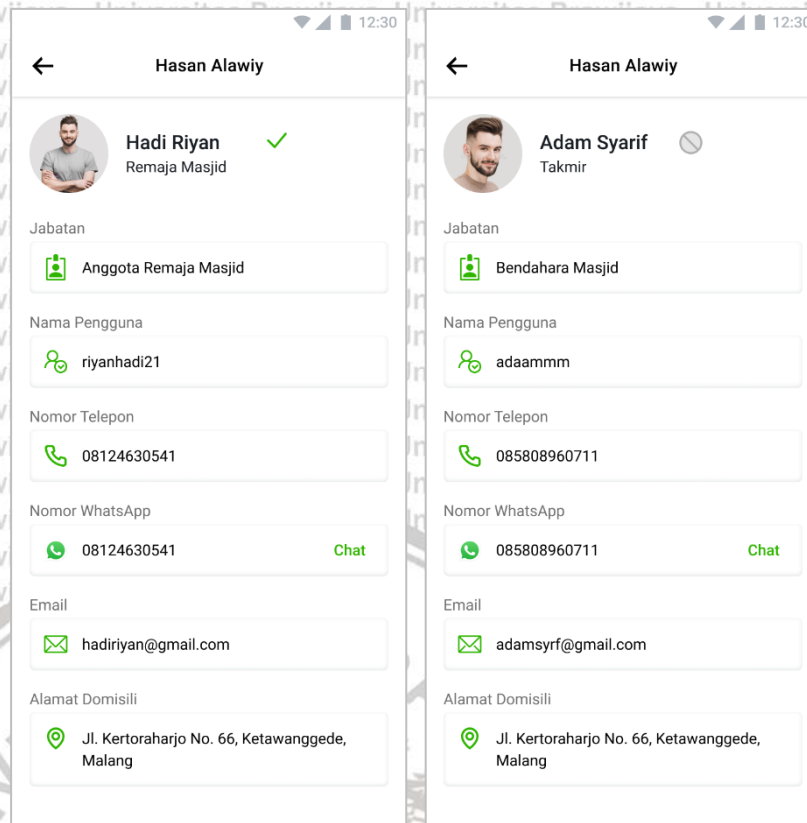 12:30
Hasan Alawiy
Hadi Riyan
Remaja Masjid
Jabatan
Anggota Remaja Masjid
Nama Pengguna
riyanhadi21
Nomor Telepon
08124630541
Nomor WhatsApp
08124630541 Chat
Email
hadiriyan@gmail.com
Alamat Domisili
Jl. Kertoraharjo No. 66, Ketawanggede,
Malang
12:30
Hasan Alawiy
Adam Syarif
Takmir
Jabatan
Bendahara Masjid
Nama Pengguna
adaammm
Nomor Telepon
085808960711
Nomor WhatsApp
085808960711 Chat
Email
adamsyrf@gmail.com
Alamat Domisili
Jl. Kertoraharjo No. 66, Ketawanggede,
Malang